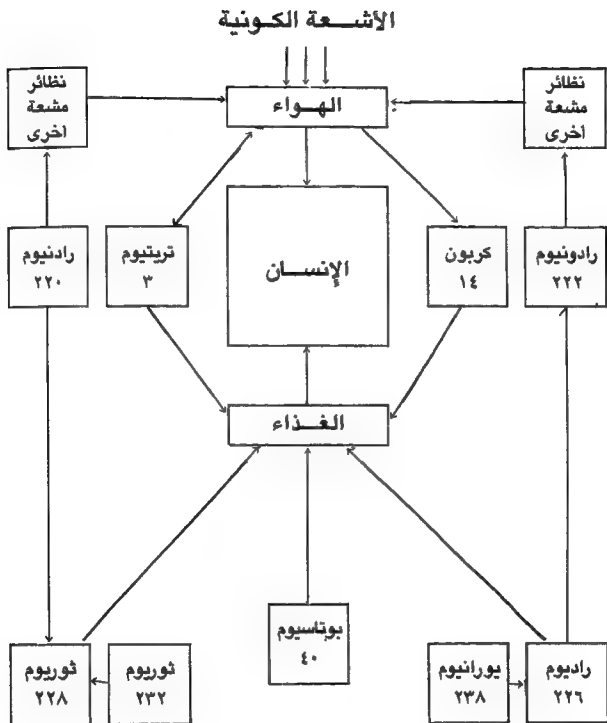 الأشعة الكونية
نظائر
مشعة
اخرى
الهواء
نظائر
مشعة
اخرى
رادونيوم
٢٢٢
كربون
١٤
الإنسان
تريتيوم
٣
رادنيوم
٢٢٠
الغذاء
راديوم
٢٢٦
يورانيوم
٢٣٨
بوتاسيوم
٤٠
ثوريوم
٢٣٢
ثوريوم
٢٢٨